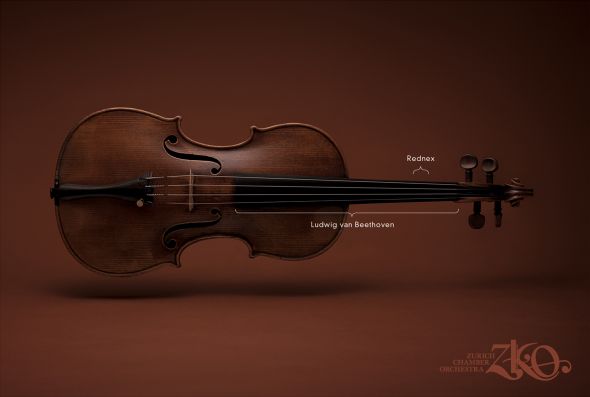 Rednex
Ludwig van Beethoven
ZURICH
CHAMBER
ORCHESTRA
ZKO